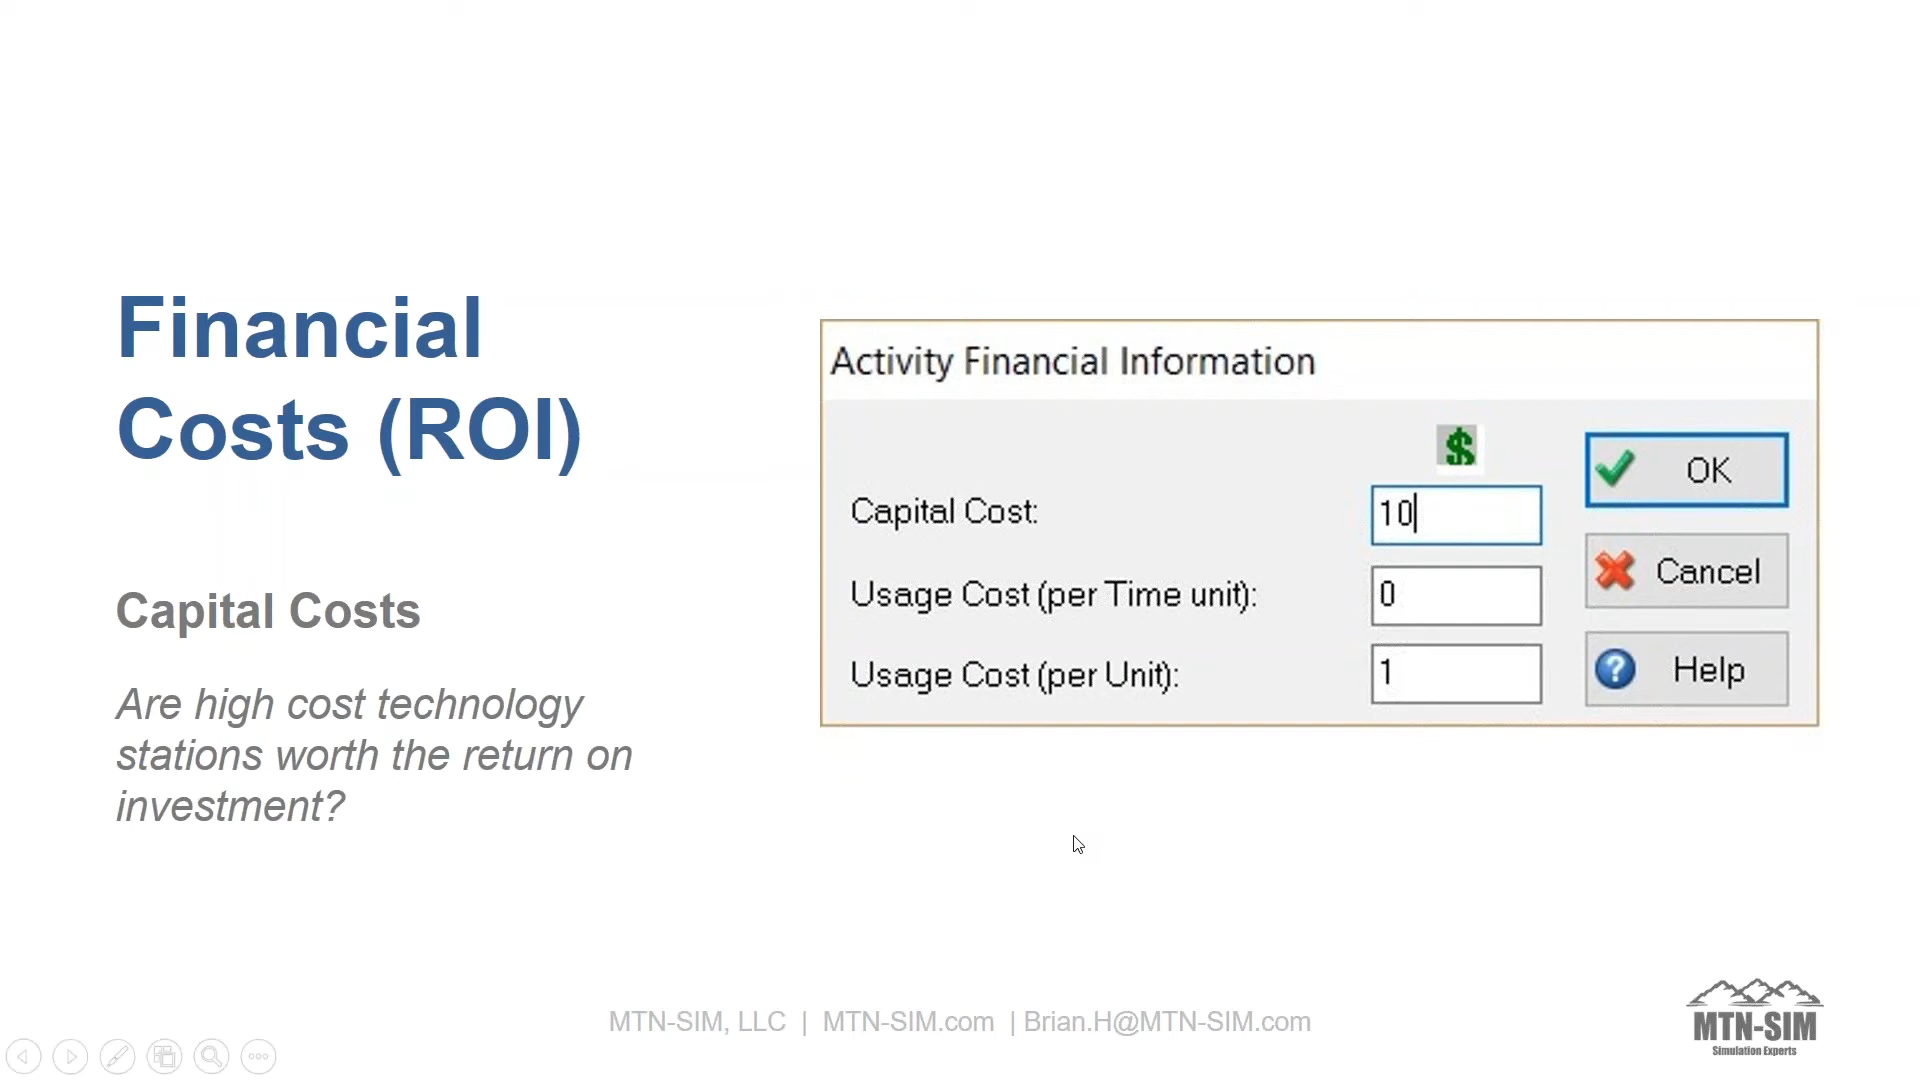 Financial
Costs (ROI)
Capital Costs
Are high cost technology
stations worth the return on
investment?
Activity Financial Information
$
OK
Capital Cost:
10
Cancel
Usage Cost (per Time unit):
0
Help
Usage Cost (per Unit):
1
MTN-SIM, LLC | MTN-SIM.com | Brian.H@MTN-SIM.com
MTN-SIM
Simulation Experts